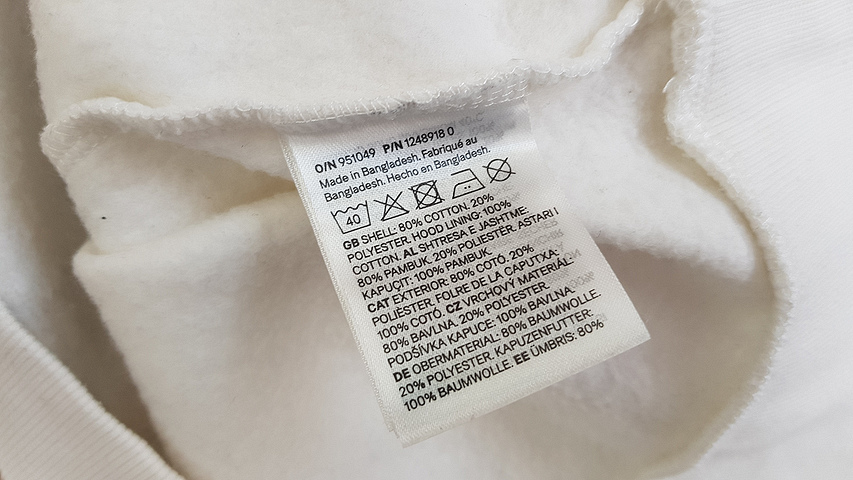 O/N 951049 P/N 1248918 0
Made in Bangladesh. Fabriqué au
Bangladesh. Hecho en Bangladesh.
40
GB SHELL: 80% COTTON. 20%
POLYESTER. HOOD LINING: 100%
COTTON. AL SHTRESA E JASHTME:
80% PAMBUK. 20% POLIESTËR. ASTARI I
KAPUÇIT: 100% PAMBUK.
CAT EXTERIOR: 80% COTÓ. 20%
POLIÈSTER. FOLRE DE LA CAPUTXA:
100% COTÓ. CZ VRCHOVÝ MATERIÁL:
80% BAVLNA. 20% POLYESTER.
PODŠÍVKA KAPUCE: 100% BAVLNA.
DE OBERMATERIAL: 80% BAUMWOLLE.
20% POLYESTER. KAPUZENFUTTER:
100% BAUMWOLLE. EE ÜMBRIS: 80%